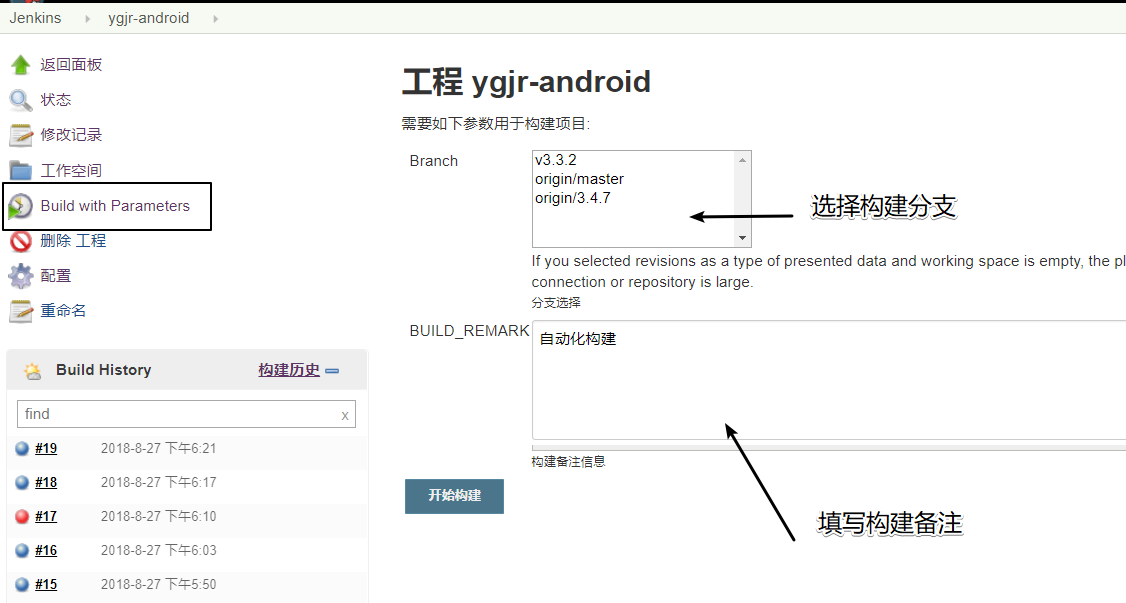 Jenkins ygjr-android
返回面板
状态
修改记录
工作空间
Build with Parameters
删除 工程
配置
重命名
Build History 构建历史
find x
#19 2018-8-27 下午6:21
#18 2018-8-27 下午6:17
#17 2018-8-27 下午6:10
#16 2018-8-27 下午6:03
#15 2018-8-27 下午5:50
工程 ygjr-android
需要如下参数用于构建项目:
Branch
v3.3.2
origin/master
origin/3.4.7
选择构建分支
If you selected revisions as a type of presented data and working space is empty, the pl
connection or repository is large.
分支选择
BUILD_REMARK
自动化构建
构建备注信息
填写构建备注
开始构建